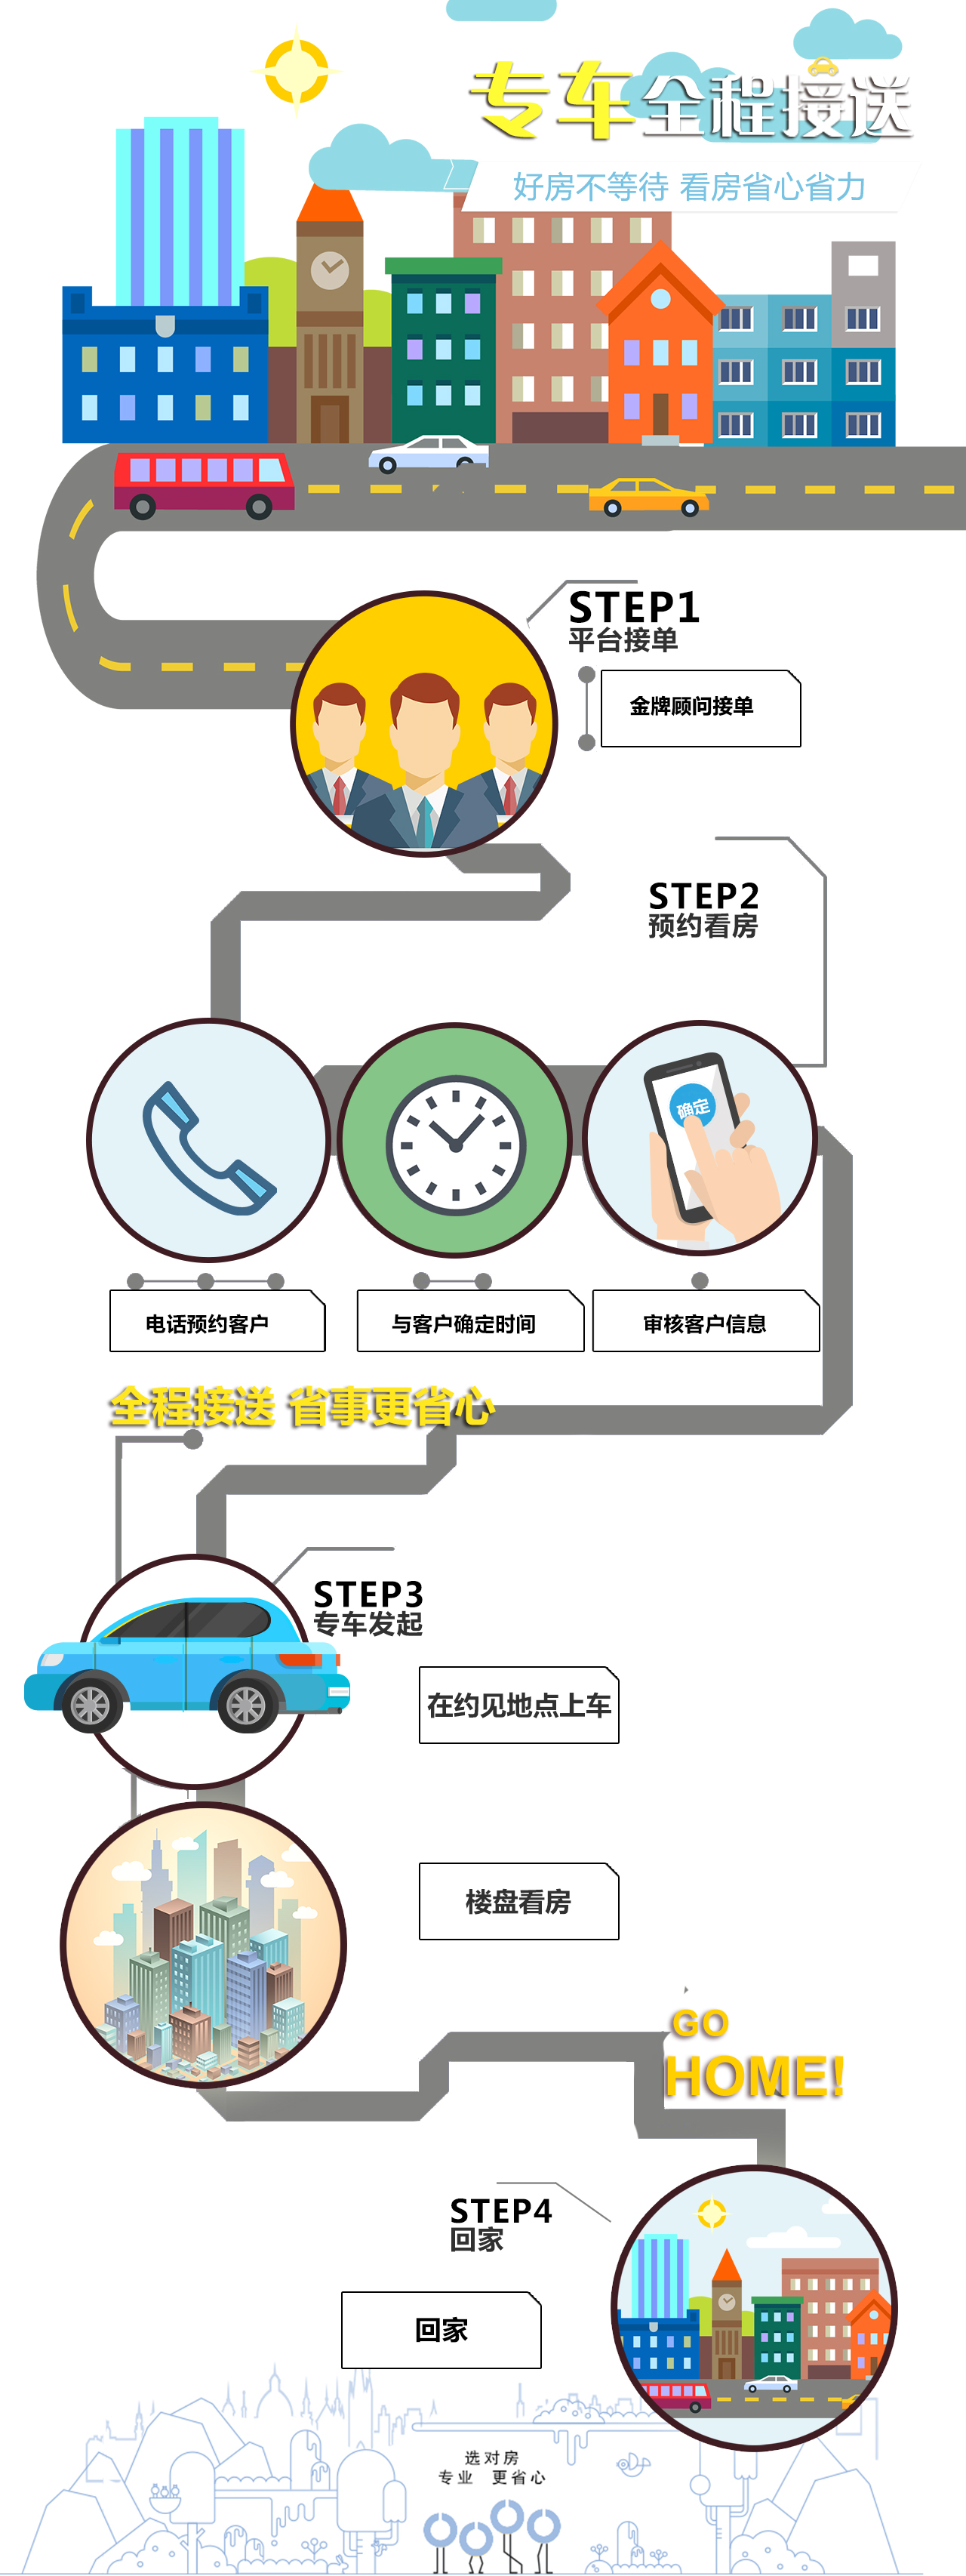 专车全程接送
好房不等待 看房省心省力
STEP1
平台接单
金牌顾问接单
STEP2
预约看房
确定
电话预约客户
与客户确定时间
审核客户信息
全程接送 省事更省心
STEP3
专车发起
在约见地点上车
楼盘看房
GO
HOME!
STEP4
回家
回家
选对房
专业 更省心